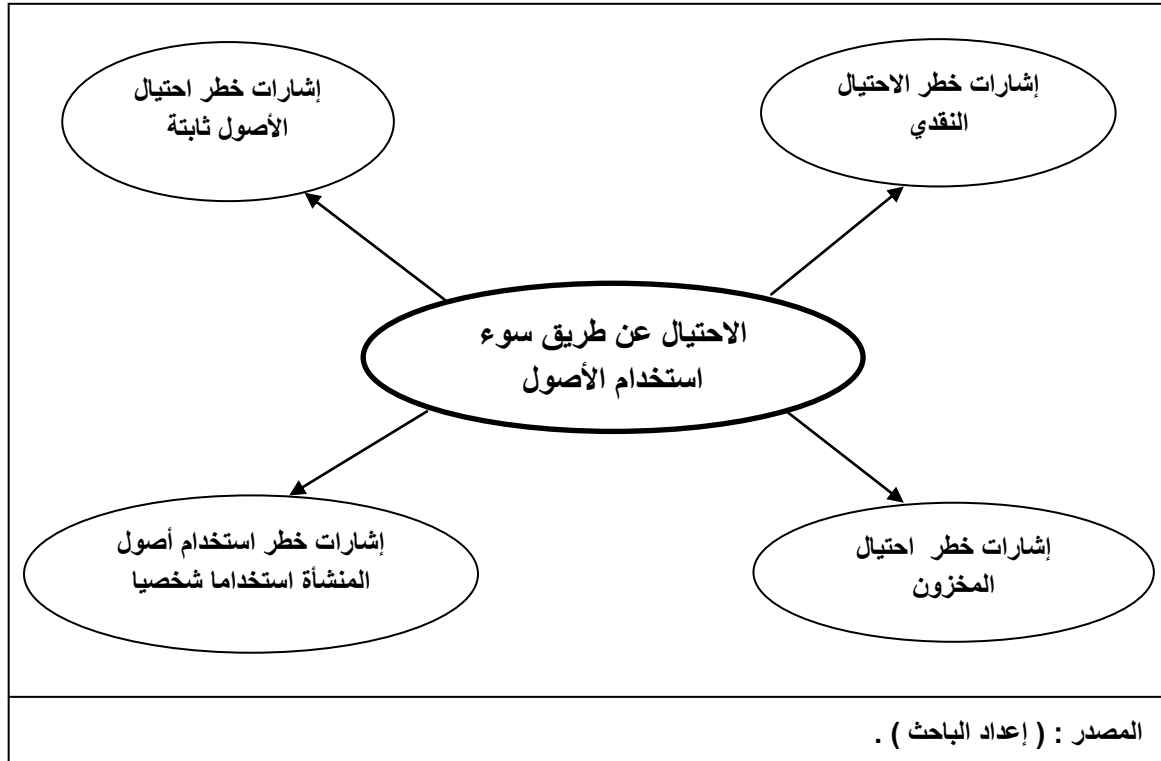 إشارات خطر الاحتيال
النقدي
إشارات خطر احتيال
الأصول ثابتة
الاحتيال عن طريق سوء
استخدام الأصول
إشارات خطر احتيال
المخزون
إشارات خطر استخدام أصول
المنشأة استخداما شخصيا
المصدر : ( إعداد الباحث ) .